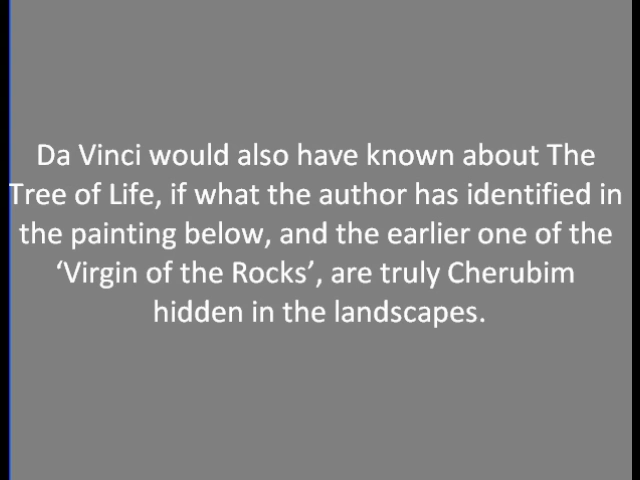 Da Vinci would also have known about The
Tree of Life, if what the author has identified in
the painting below, and the earlier one of the
‘Virgin of the Rocks’, are truly Cherubim
hidden in the landscapes.